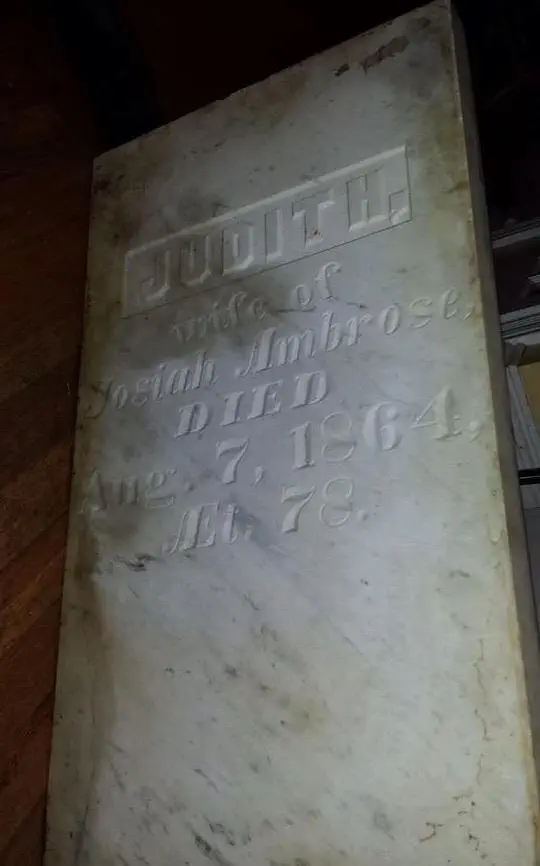 JUDITH,
wife of
Josiah Ambrose,
DIED
Aug. 7, 1864,
Æt. 78.